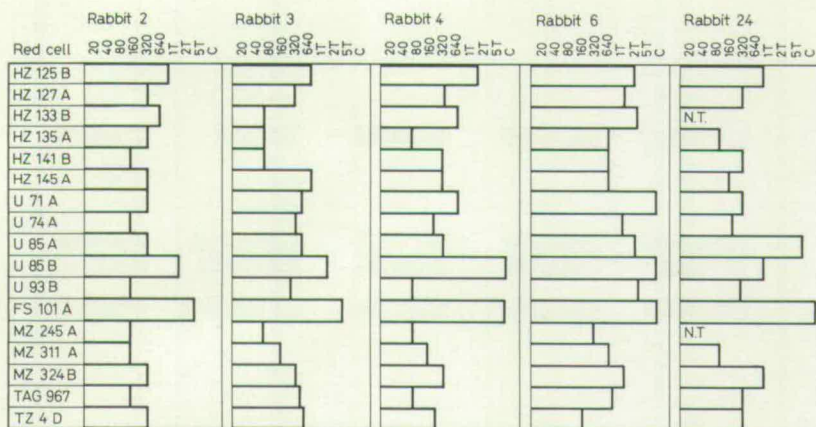 Rabbit 2 Rabbit 3 Rabbit 4 Rabbit 6 Rabbit 24
Red cell 20 40 80 160 320 640 1T 2T 5T C 20 40 80 160 320 640 1T 2T 5T C 20 40 80 160 320 640 1T 2T 5T C 20 40 80 160 320 640 1T 2T 5T C 20 40 80 160 320 640 1T 2T 5T C
HZ 125 B
HZ 127 A
HZ 133 B N.T.
HZ 135 A
HZ 141 B
HZ 145 A
U 71 A
U 74 A
U 85 A
U 85 B
U 93 B
FS 101 A
MZ 245 A N.T
MZ 311 A
MZ 324 B
TAG 967
TZ 4 D